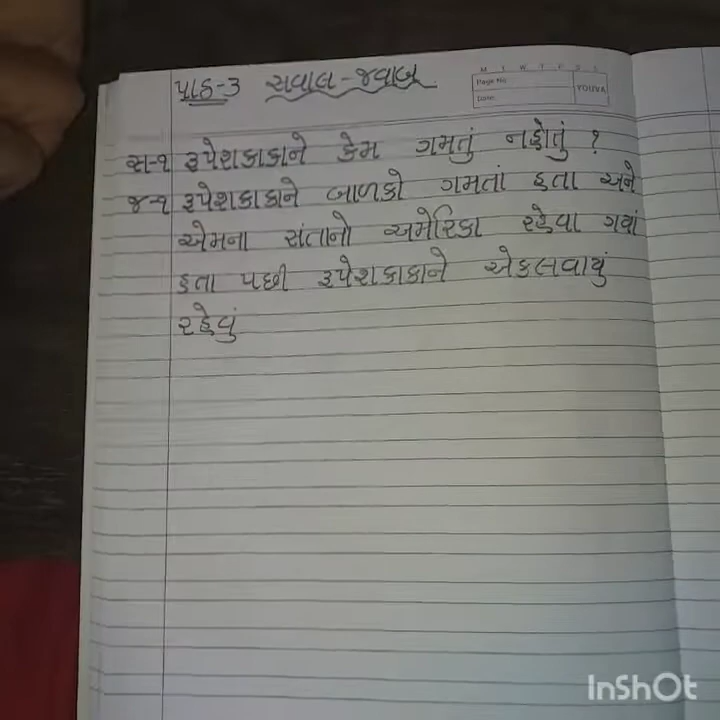 પાઠ-૩ સવાલ-જવાબ
M T W T F S S
Page No.
Date:
YOUVA
સ-૧ રૂપેશકાકાને કેમ ગમતું નહોતું ?
જ-૧ રૂપેશકાકાને બાળકો ગમતાં હતા અને
એમના સંતાનો અમેરિકા રહેવા ગયાં
હતા પછી રૂપેશકાકાને એકલવાયું
રહેવું
InShOt